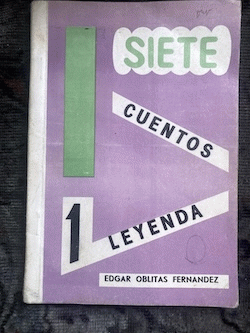 SIETE
CUENTOS
1 LEYENDA
EDGAR OBLITAS FERNANDEZ